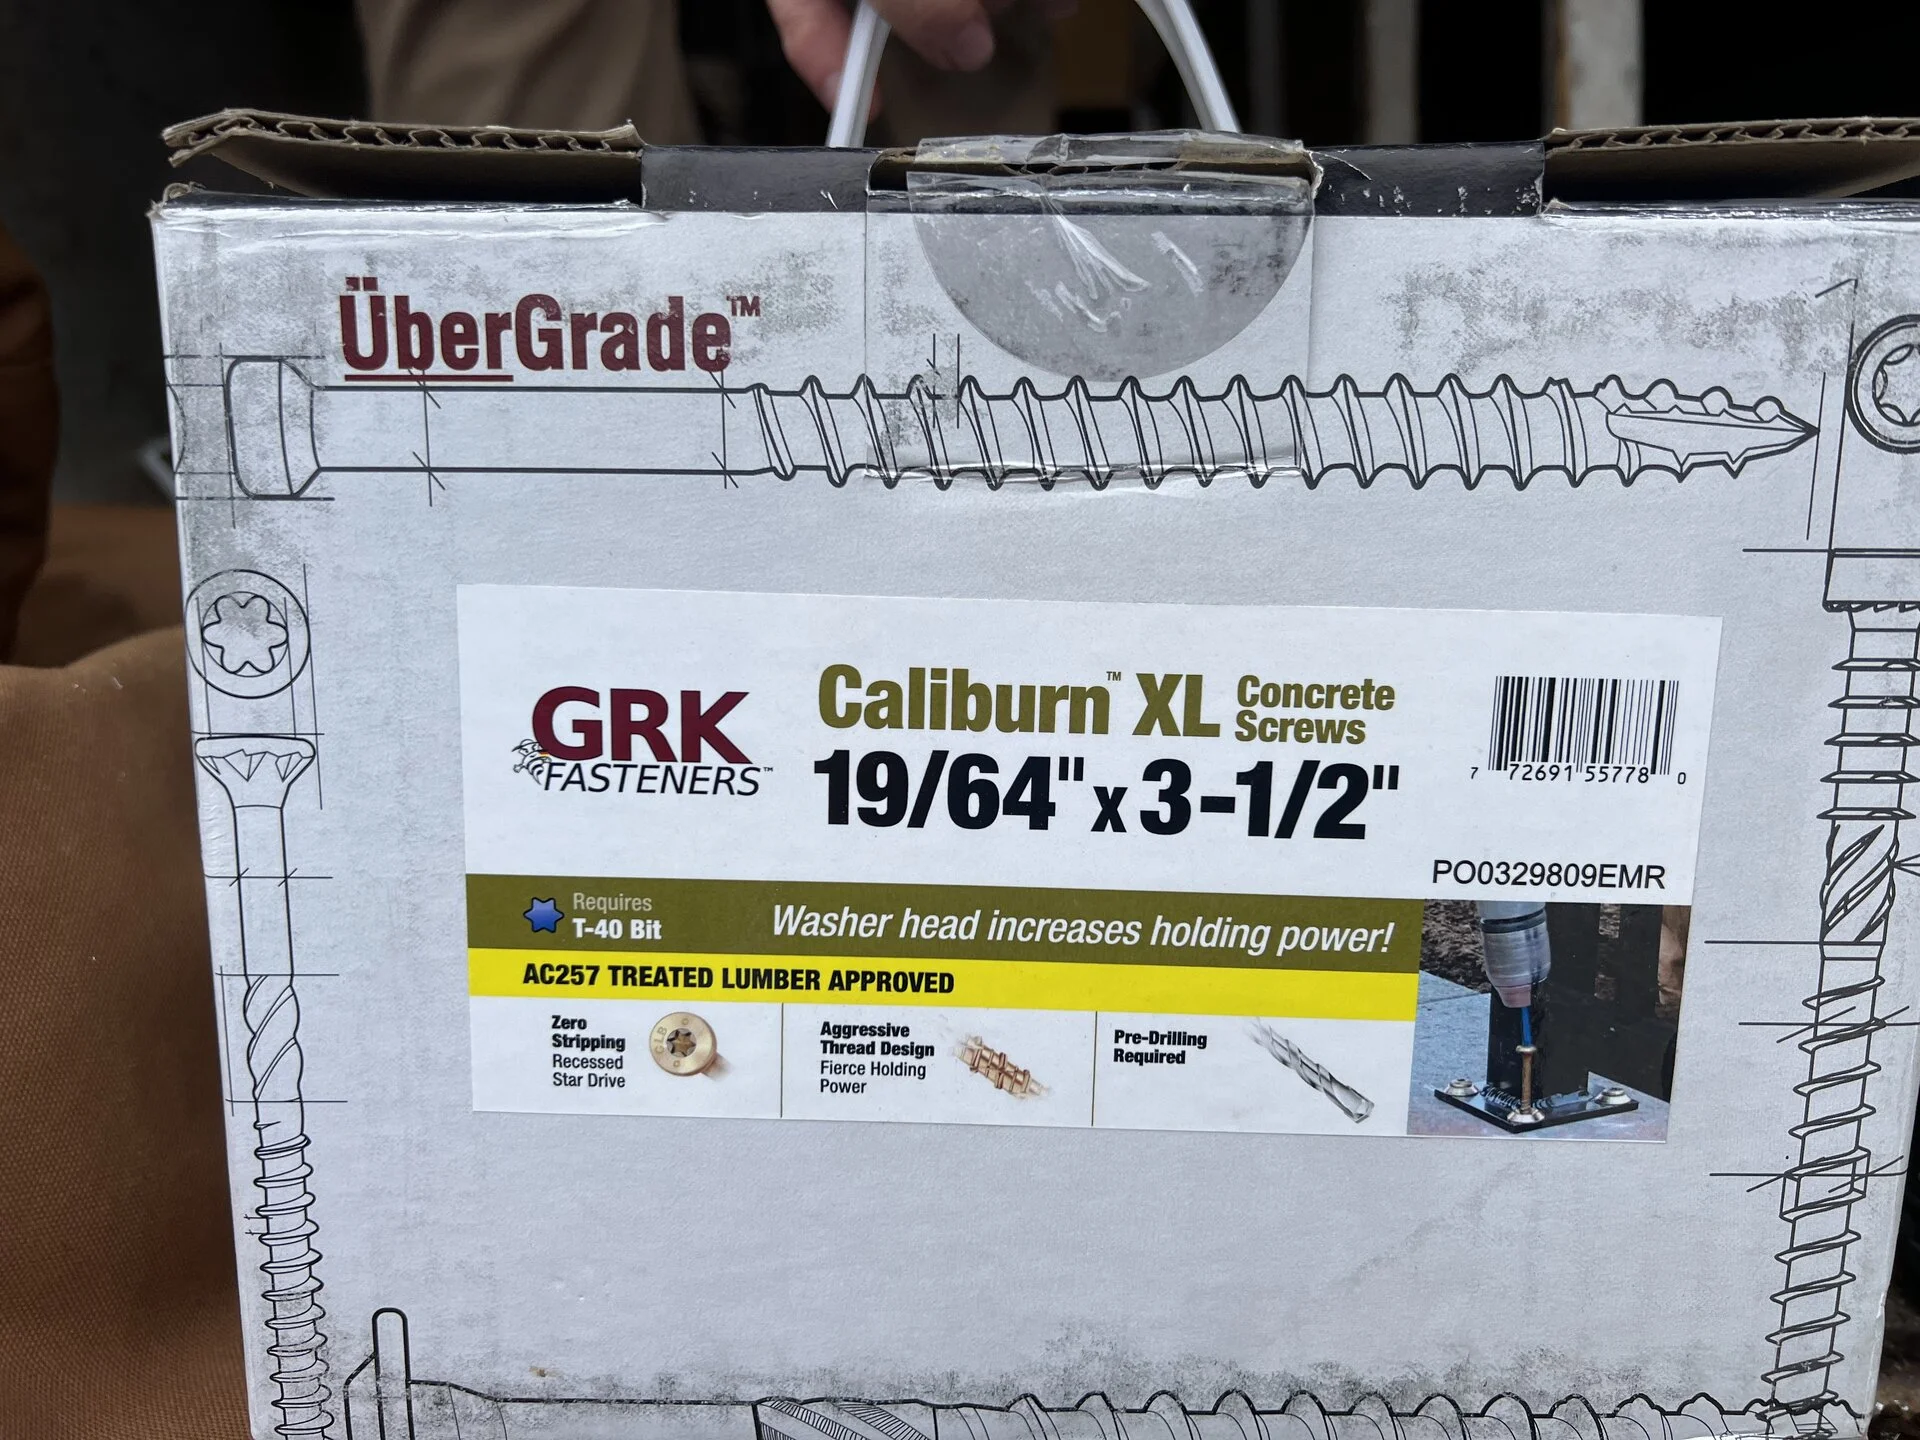 ÜberGrade™
GRK
FASTENERS™
Caliburn™ XL Concrete
Screws
19/64" x 3-1/2"
7 72691 55778 0
PO0329809EMR
Requires
T-40 Bit
Washer head increases holding power!
AC257 TREATED LUMBER APPROVED
Zero
Stripping
Recessed
Star Drive
Aggressive
Thread Design
Fierce Holding
Power
Pre-Drilling
Required